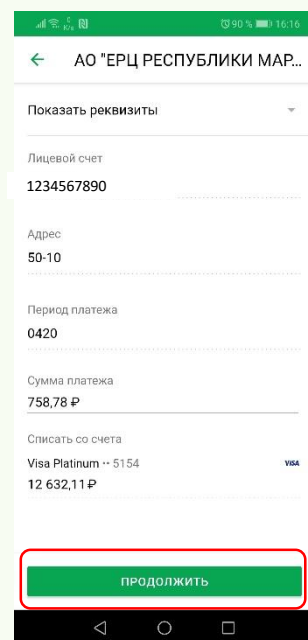 0
K/s
90 % 16:16
АО "ЕРЦ РЕСПУБЛИКИ МАР...
Показать реквизиты
Лицевой счет
1234567890
Адрес
50-10
Период платежа
0420
Сумма платежа
758,78 ₽
Списать со счета
Visa Platinum ·· 5154 VISA
12 632,11 ₽
ПРОДОЛЖИТЬ